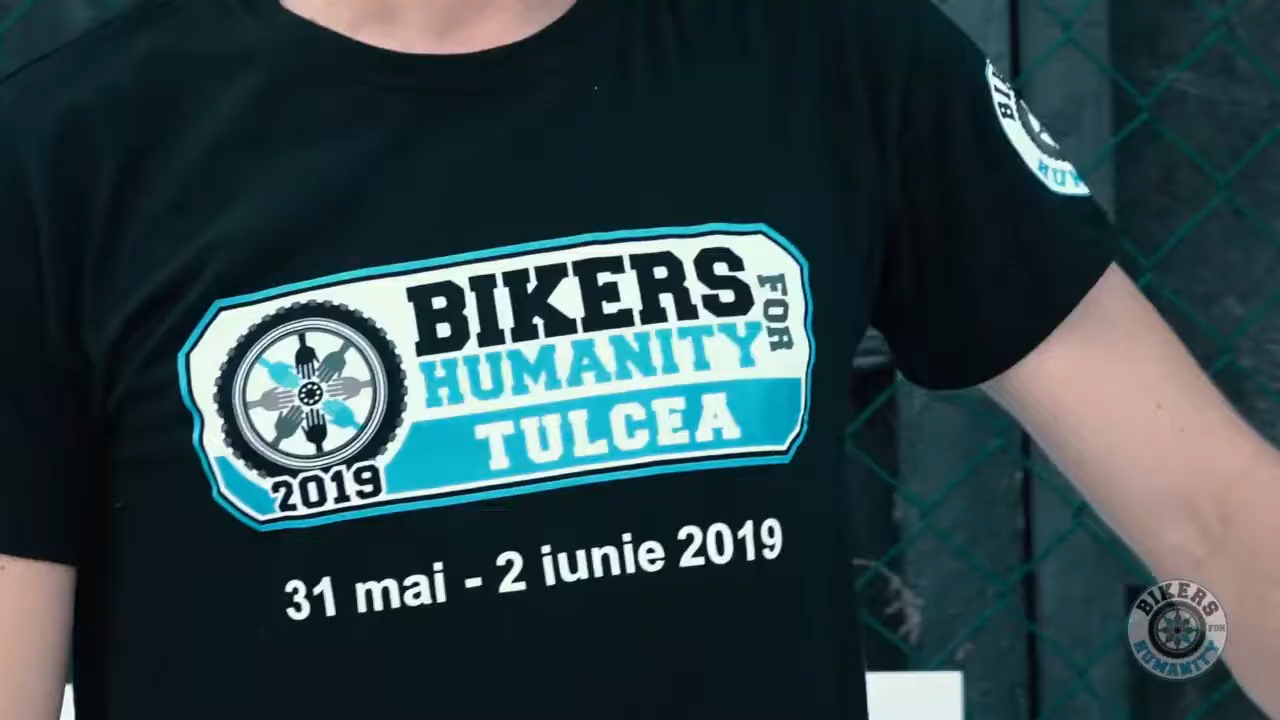 BIKERS
FOR
HUMANITY
TULCEA
2019
31 mai - 2 iunie 2019
BIKERS
FOR
HUMANITY